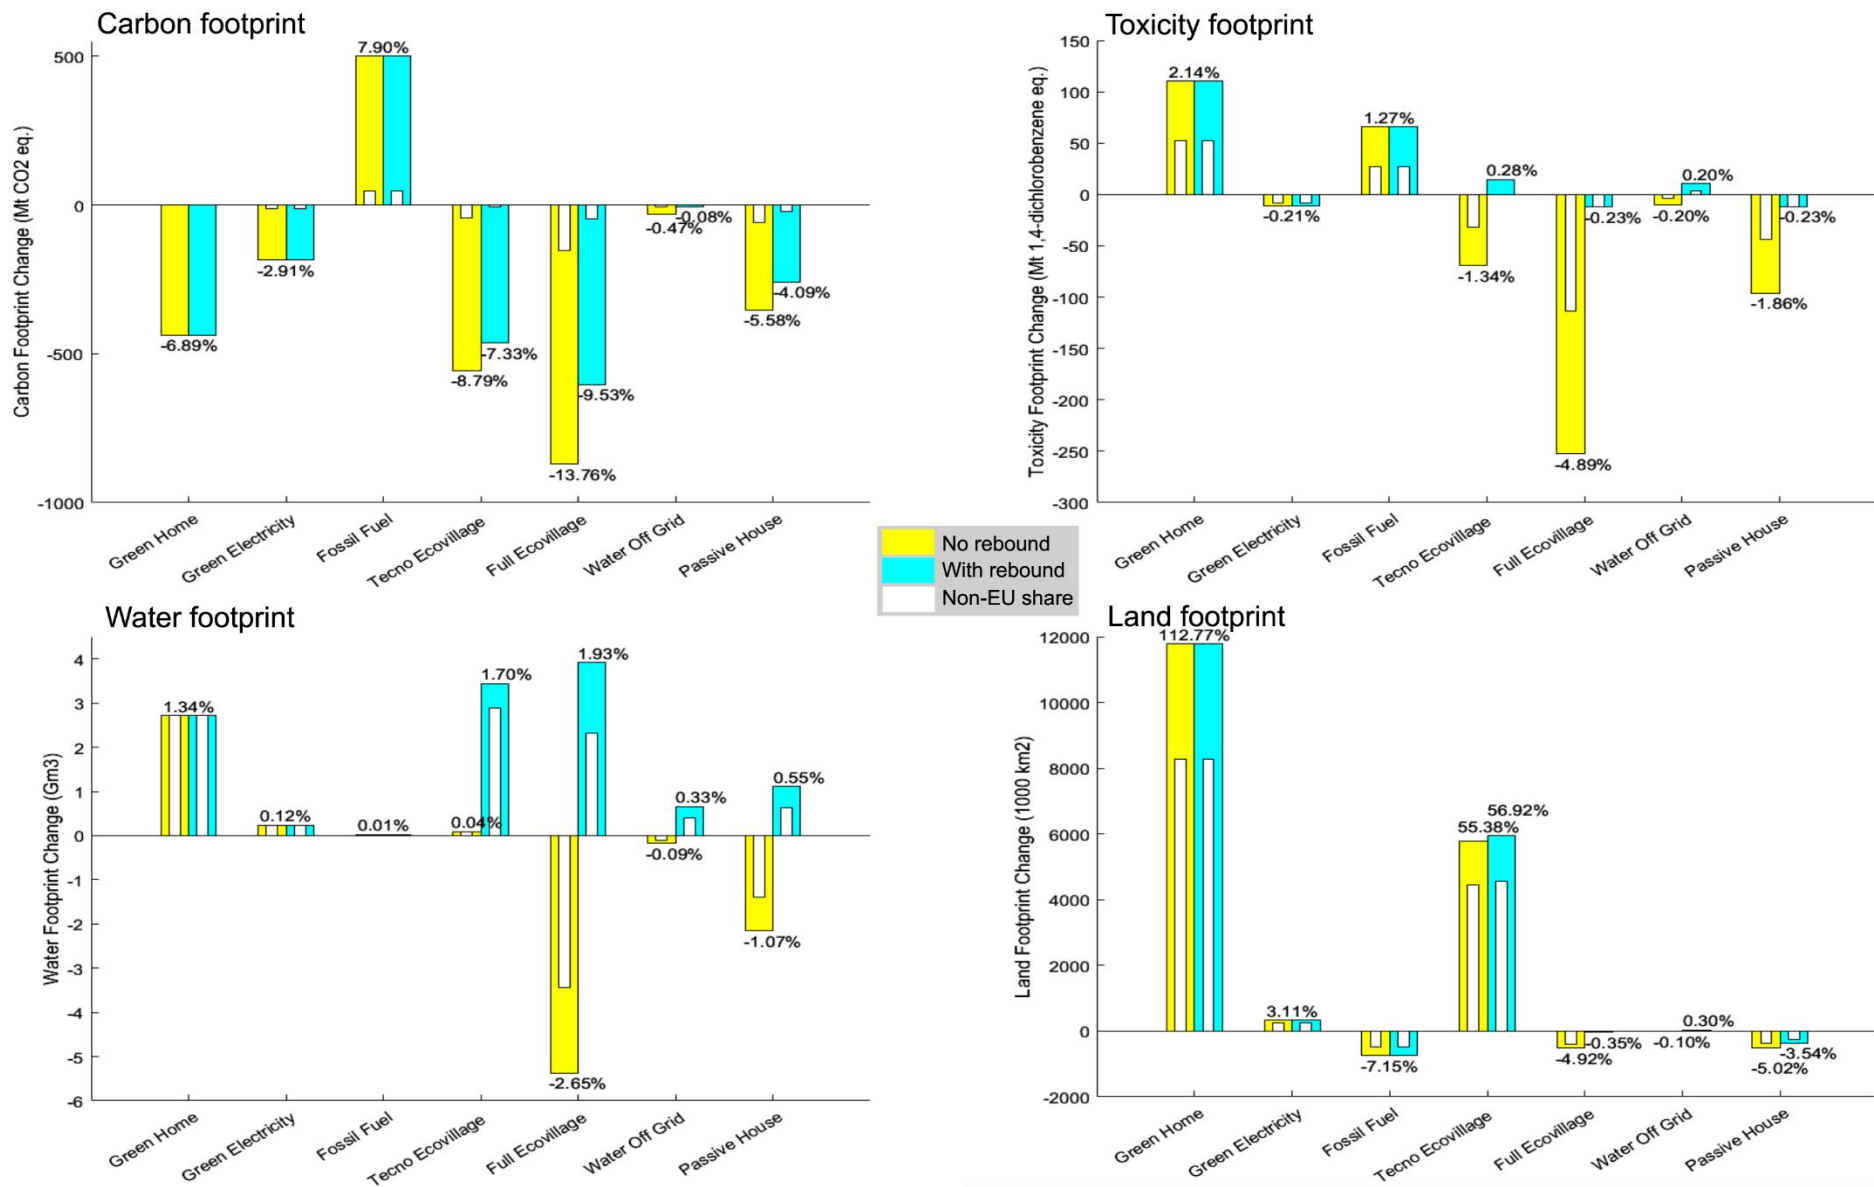 Carbon footprint
Carbon Footprint Change (Mt CO2 eq.)
500
0
-500
-1000
7.90%
-6.89%
-2.91%
-8.79%
-7.33%
-13.76%
-9.53%
-0.47%
-0.08%
-5.58%
-4.09%
Green Home
Green Electricity
Fossil Fuel
Tecno Ecovillage
Full Ecovillage
Water Off Grid
Passive House
Toxicity footprint
Toxicity Footprint Change (Mt 1,4-dichlorobenzene eq.)
150
100
50
0
-50
-100
-150
-200
-250
-300
2.14%
-0.21%
1.27%
-1.34%
0.28%
-4.89%
-0.23%
-0.20%
0.20%
-1.86%
-0.23%
Green Home
Green Electricity
Fossil Fuel
Tecno Ecovillage
Full Ecovillage
Water Off Grid
Passive House
No rebound
With rebound
Non-EU share
Water footprint
Water Footprint Change (Gm3)
4
3
2
1
0
-1
-2
-3
-4
-5
-6
1.34%
0.12%
0.01%
0.04%
1.70%
-2.65%
1.93%
-0.09%
0.33%
-1.07%
0.55%
Green Home
Green Electricity
Fossil Fuel
Tecno Ecovillage
Full Ecovillage
Water Off Grid
Passive House
Land footprint
Land Footprint Change (1000 km2)
12000
10000
8000
6000
4000
2000
0
-2000
112.77%
3.11%
-7.15%
55.38%
56.92%
-4.92%
-0.35%
-0.10%
0.30%
-5.02%
-3.54%
Green Home
Green Electricity
Fossil Fuel
Tecno Ecovillage
Full Ecovillage
Water Off Grid
Passive House